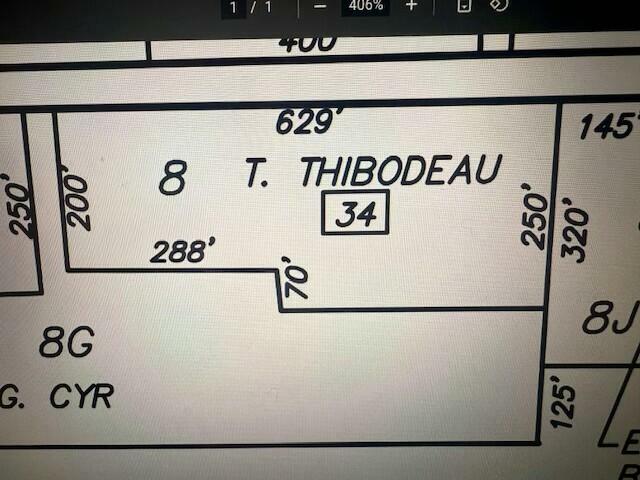 1 / 1 — 406% +
400
629'
145'
8 T. THIBODEAU
34
250'
200'
250'
320'
288'
70'
8G
8J
G. CYR
125'